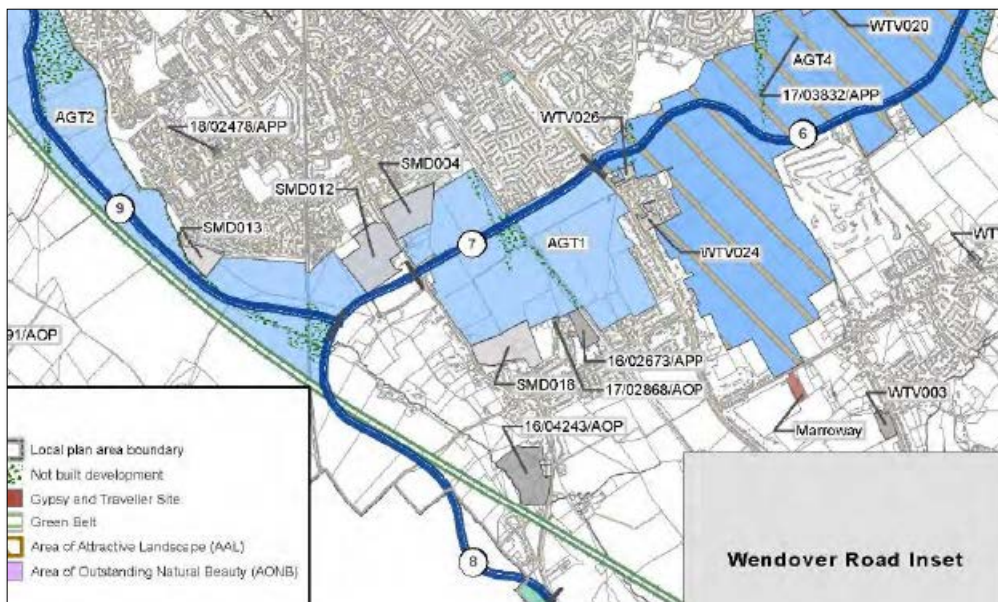 WTV020
AGT4
17/03832/APP
AGT2
WTV026
18/02478/APP
6
SMD004
SMD012
9
SMD013
7
AGT1
WTV024
91/AOP
16/02673/APP
SMD016
17/02868/AOP
WTV003
Marroway
16/04243/AOP
Local plan area boundary
Not built development
Gypsy and Traveller Site
Green Belt
Area of Attractive Landscape (AAL)
Area of Outstanding Natural Beauty (AONB)
8
Wendover Road Inset